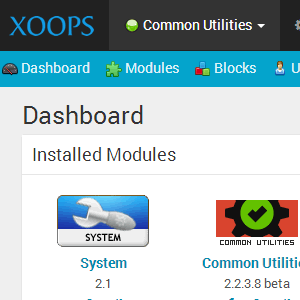 XOOPS Common Utilities
Dashboard Modules Blocks U
Dashboard
Installed Modules
SYSTEM COMMON UTILITIES
System Common Utiliti
2.1 2.2.3.8 beta